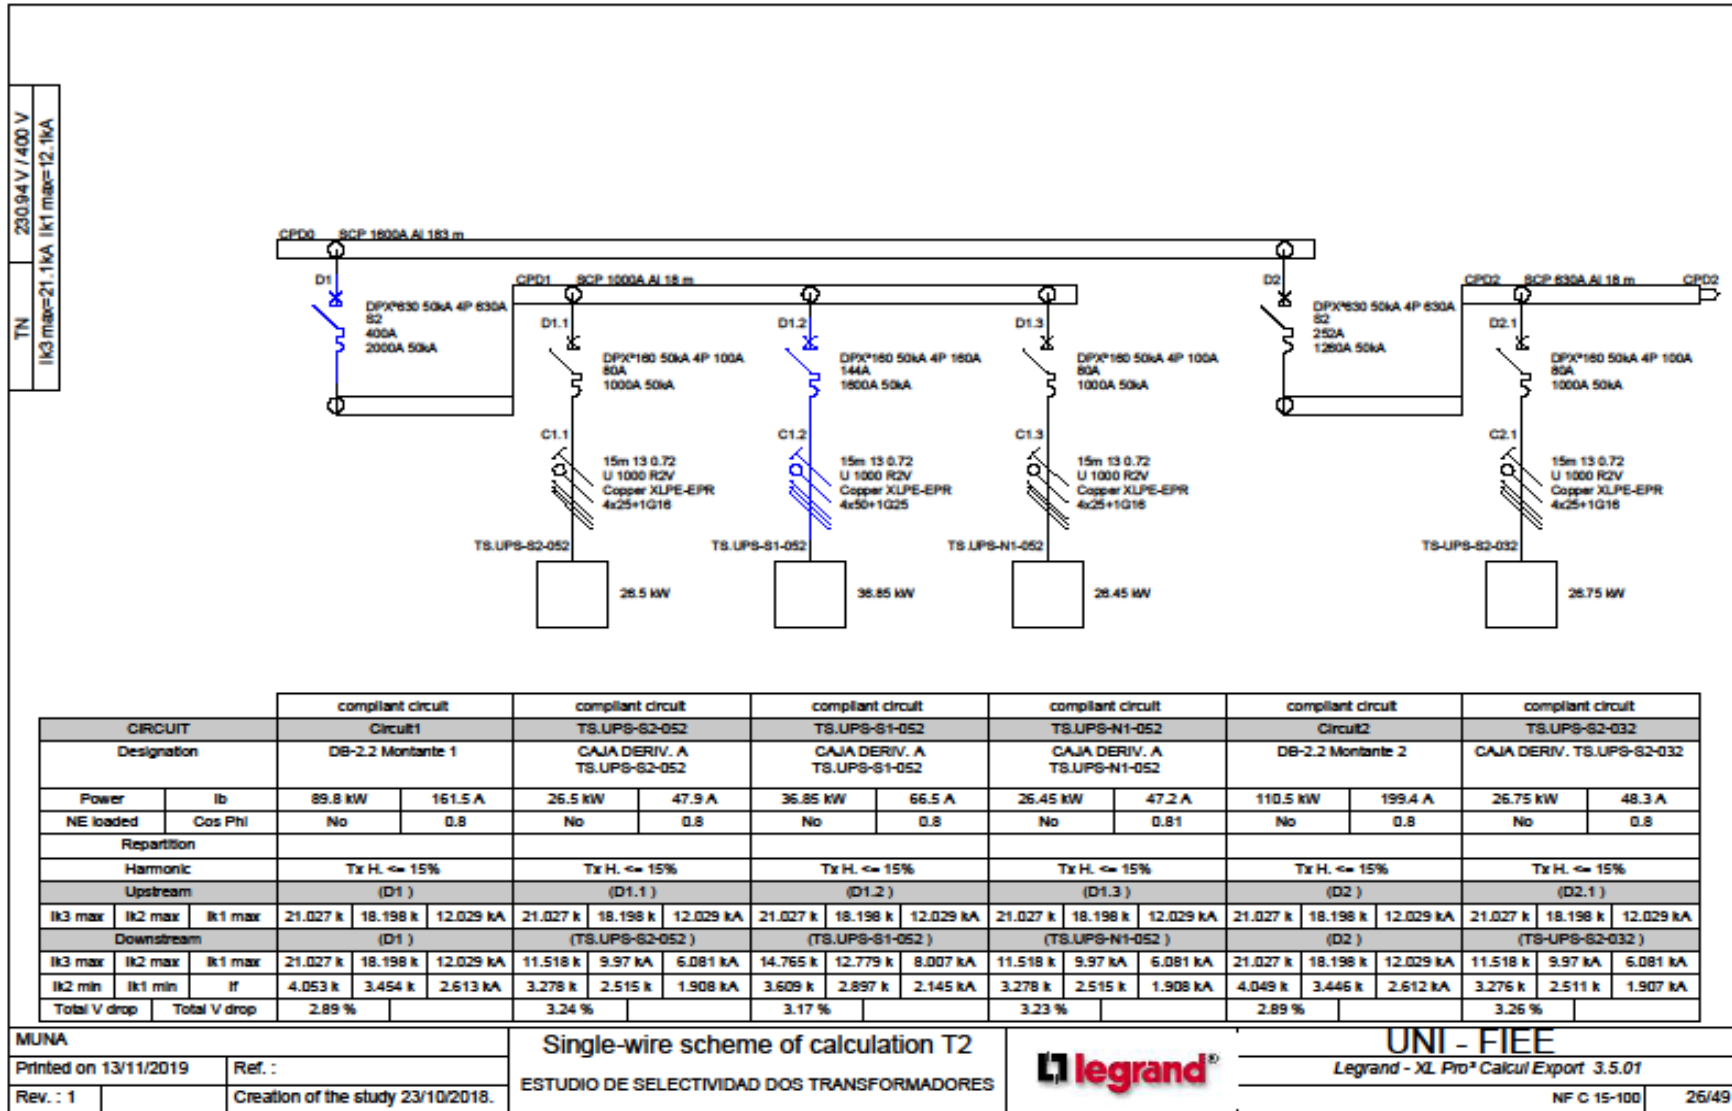 230.94 V / 400 V
TN
Ik3 max=21.1kA Ik1 max=12.1kA
CPD0 SCP 1600A Al 163 m
D1
DPX³630 50kA 4P 630A
S2
400A
2000A 50kA
CPD1 SCP 1000A Al 18 m
D1.1
DPX³160 50kA 4P 100A
80A
1000A 50kA
D1.2
DPX³160 50kA 4P 160A
144A
1600A 50kA
D1.3
DPX³160 50kA 4P 100A
80A
1000A 50kA
D2
DPX³630 50kA 4P 630A
S2
252A
1260A 50kA
CPD2 SCP 630A Al 18 m CPD2
D2.1
DPX³160 50kA 4P 100A
80A
1000A 50kA
C1.1
15m 13 0.72
U 1000 R2V
Copper XLPE-EPR
4x25+1G16
C1.2
15m 13 0.72
U 1000 R2V
Copper XLPE-EPR
4x50+1G25
C1.3
15m 13 0.72
U 1000 R2V
Copper XLPE-EPR
4x25+1G16
C2.1
15m 13 0.72
U 1000 R2V
Copper XLPE-EPR
4x25+1G16
TS.UPS-S2-052
26.5 kW
TS.UPS-S1-052
36.85 kW
TS.UPS-N1-052
26.45 kW
TS-UPS-S2-032
26.75 kW
compliant circuit compliant circuit compliant circuit compliant circuit compliant circuit compliant circuit
CIRCUIT Circuit1 TS.UPS-S2-052 TS.UPS-S1-052 TS.UPS-N1-052 Circuit2 TS.UPS-S2-032
Designation DB-2.2 Montante 1 CAJA DERIV. A CAJA DERIV. A CAJA DERIV. A DB-2.2 Montante 2 CAJA DERIV. TS.UPS-S2-032
TS.UPS-S2-052 TS.UPS-S1-052 TS.UPS-N1-052
Power Ib 89.8 kW 161.5 A 26.5 kW 47.9 A 36.85 kW 66.5 A 26.45 kW 47.2 A 110.5 kW 199.4 A 26.75 kW 48.3 A
NE loaded Cos Phi No 0.8 No 0.8 No 0.8 No 0.81 No 0.8 No 0.8
Repartition
Harmonic Tx H. <= 15% Tx H. <= 15% Tx H. <= 15% Tx H. <= 15% Tx H. <= 15% Tx H. <= 15%
Upstream (D1 ) (D1.1 ) (D1.2 ) (D1.3 ) (D2 ) (D2.1 )
Ik3 max Ik2 max Ik1 max 21.027 k 18.198 k 12.029 kA 21.027 k 18.198 k 12.029 kA 21.027 k 18.198 k 12.029 kA 21.027 k 18.198 k 12.029 kA 21.027 k 18.198 k 12.029 kA 21.027 k 18.198 k 12.029 kA
Downstream (D1 ) (TS.UPS-S2-052 ) (TS.UPS-S1-052 ) (TS.UPS-N1-052 ) (D2 ) (TS-UPS-S2-032 )
Ik3 max Ik2 max Ik1 max 21.027 k 18.198 k 12.029 kA 11.518 k 9.97 kA 6.081 kA 14.765 k 12.779 k 8.007 kA 11.518 k 9.97 kA 6.081 kA 21.027 k 18.198 k 12.029 kA 11.518 k 9.97 kA 6.081 kA
Ik2 min Ik1 min If 4.053 k 3.454 k 2.613 kA 3.278 k 2.515 k 1.908 kA 3.609 k 2.897 k 2.145 kA 3.278 k 2.515 k 1.908 kA 4.049 k 3.446 k 2.612 kA 3.276 k 2.511 k 1.907 kA
Total V drop Total V drop 2.89 % 3.24 % 3.17 % 3.23 % 2.89 % 3.26 %
MUNA
Printed on 13/11/2019 Ref. :
Rev. : 1 Creation of the study 23/10/2018.
Single-wire scheme of calculation T2
ESTUDIO DE SELECTIVIDAD DOS TRANSFORMADORES
legrand®
UNI - FIEE
Legrand - XL Pro³ Calcul Export 3.5.01
NF C 15-100 26/49